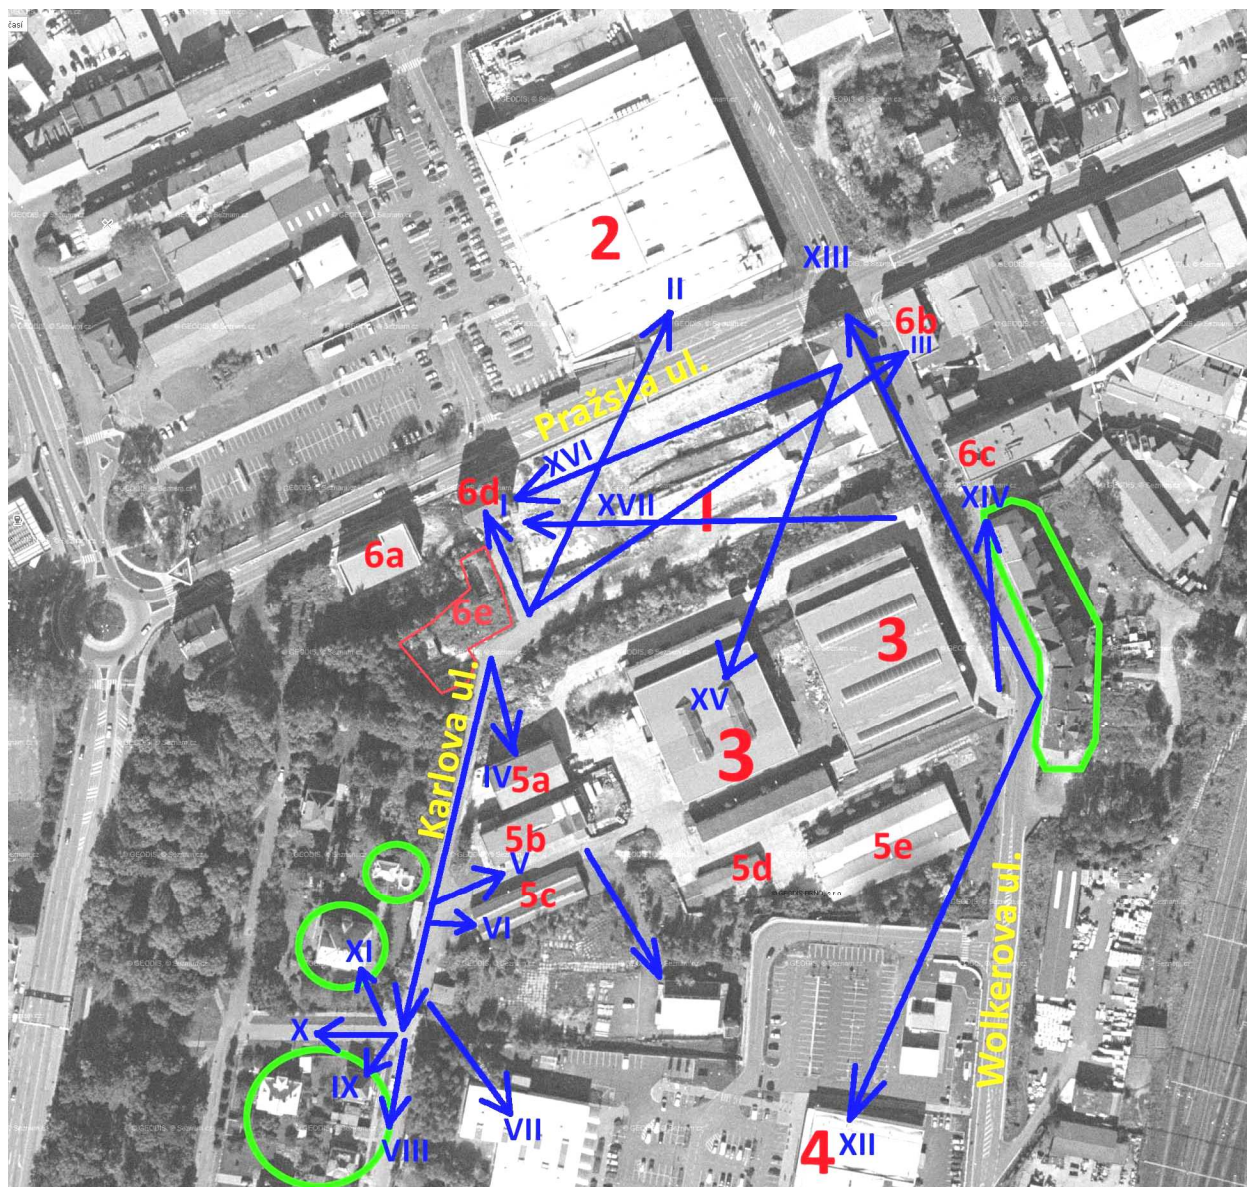 časí
2
XIII
II
6b
III
Pražská ul.
6c
XVI
6d
I
XVII
1
XIV
6a
6e
3
Karlova ul.
XV
3
IV
5a
5b
5e
V
5d
5c
VI
XI
Wolkerova ul.
X
IX
VII
VIII
4
XII